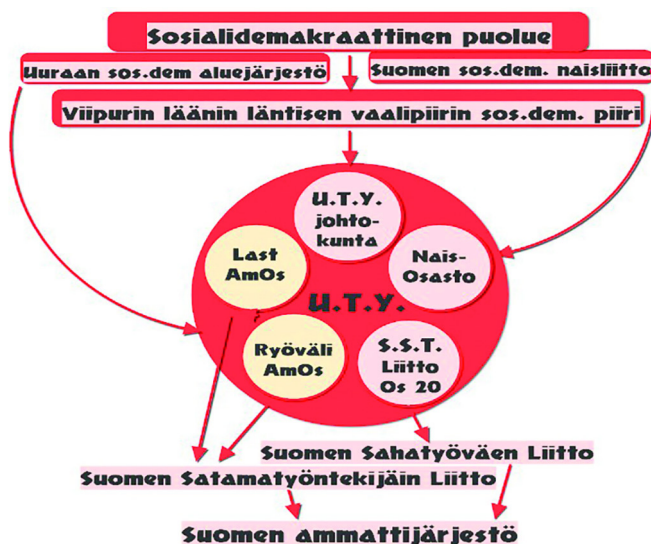 Sosialidemakraattinen puolue
Uuraan sos.dem aluejärjestö
Suomen sos.dem. naisliitto
Viipurin läänin läntisen vaalipiirin sos.dem. piiri
U.T.Y.
johto-
kunta
Last
AmOs
Nais-
Osasto
U.T.Y.
Ryöväli
AmOs
S.S.T.
Liitto
Os 20
Suomen Sahatyöväen Liitto
Suomen Satamatyöntekijäin Liitto
Suomen ammattijärjestö